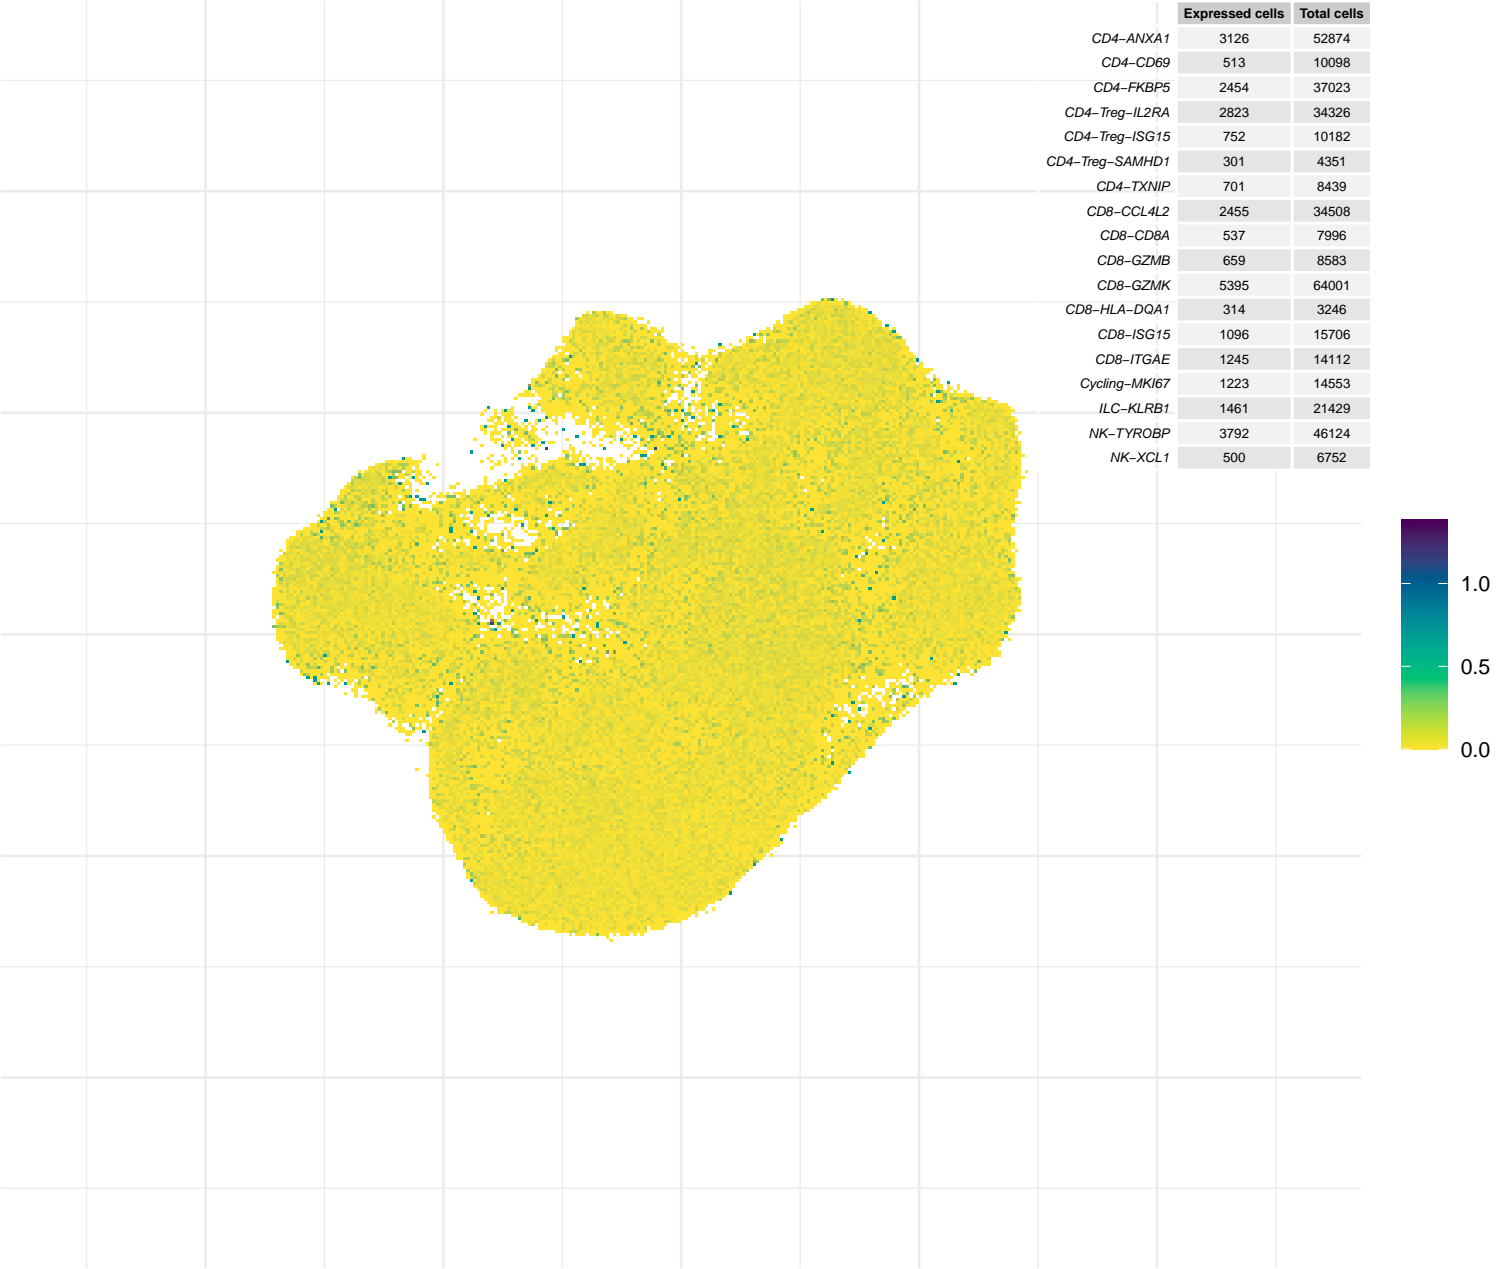 Expressed cells Total cells
CD4−ANXA1 3126 52874
CD4−CD69 513 10098
CD4−FKBP5 2454 37023
CD4−Treg−IL2RA 2823 34326
CD4−Treg−ISG15 752 10182
CD4−Treg−SAMHD1 301 4351
CD4−TXNIP 701 8439
CD8−CCL4L2 2455 34508
CD8−CD8A 537 7996
CD8−GZMB 659 8583
CD8−GZMK 5395 64001
CD8−HLA−DQA1 314 3246
CD8−ISG15 1096 15706
CD8−ITGAE 1245 14112
Cycling−MKI67 1223 14553
ILC−KLRB1 1461 21429
NK−TYROBP 3792 46124
NK−XCL1 500 6752
1.0
0.5
0.0